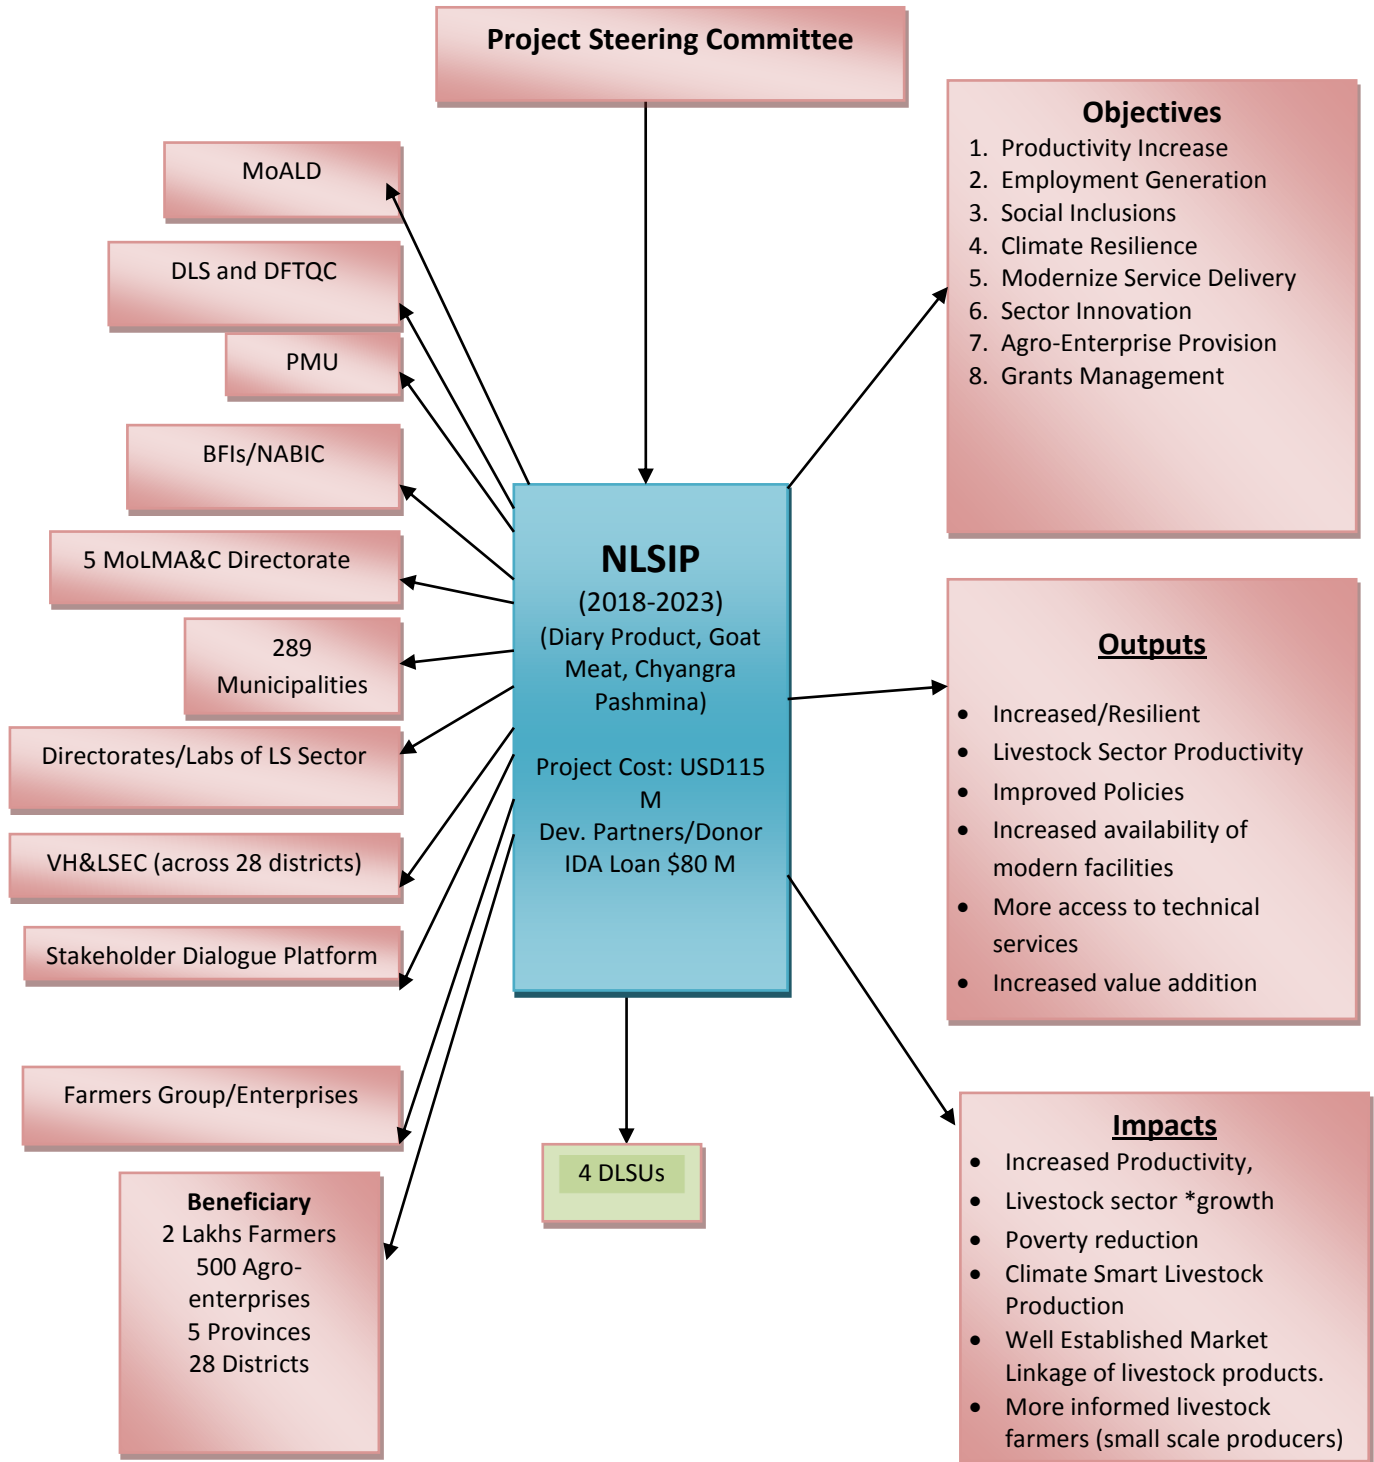 Project Steering Committee
MoALD
DLS and DFTQC
PMU
BFIs/NABIC
5 MoLMA&C Directorate
289
Municipalities
Directorates/Labs of LS Sector
VH&LSEC (across 28 districts)
Stakeholder Dialogue Platform
Farmers Group/Enterprises
Beneficiary
2 Lakhs Farmers
500 Agro-
enterprises
5 Provinces
28 Districts
NLSIP
(2018-2023)
(Diary Product, Goat
Meat, Chyangra
Pashmina)
Project Cost: USD115
M
Dev. Partners/Donor
IDA Loan $80 M
4 DLSUs
Objectives
1. Productivity Increase
2. Employment Generation
3. Social Inclusions
4. Climate Resilience
5. Modernize Service Delivery
6. Sector Innovation
7. Agro-Enterprise Provision
8. Grants Management
Outputs
• Increased/Resilient
• Livestock Sector Productivity
• Improved Policies
• Increased availability of
modern facilities
• More access to technical
services
• Increased value addition
Impacts
• Increased Productivity,
• Livestock sector *growth
• Poverty reduction
• Climate Smart Livestock
Production
• Well Established Market
Linkage of livestock products.
• More informed livestock
farmers (small scale producers)